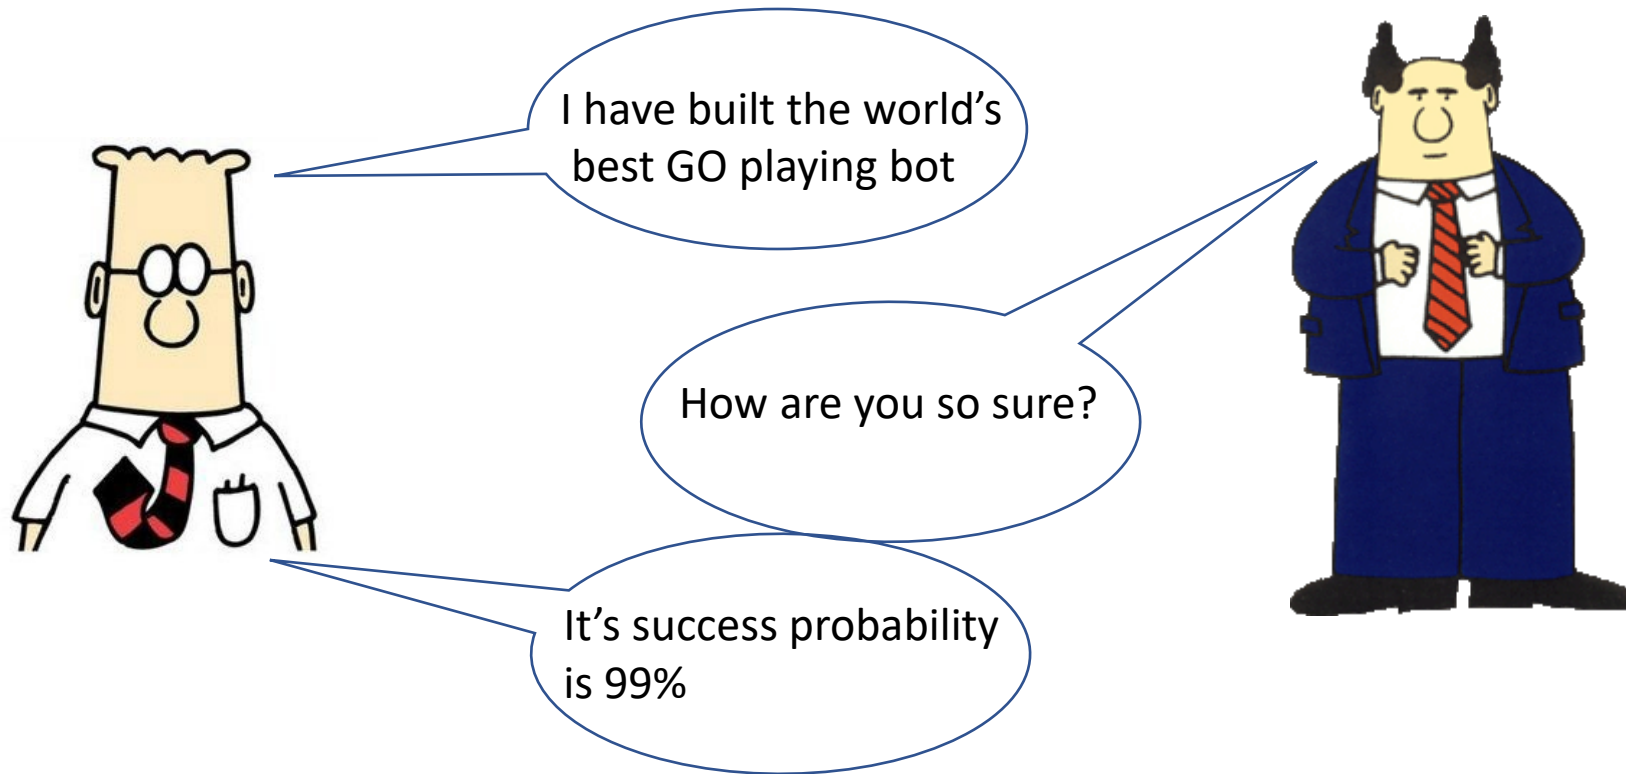 I have built the world’s
best GO playing bot
How are you so sure?
It’s success probability
is 99%